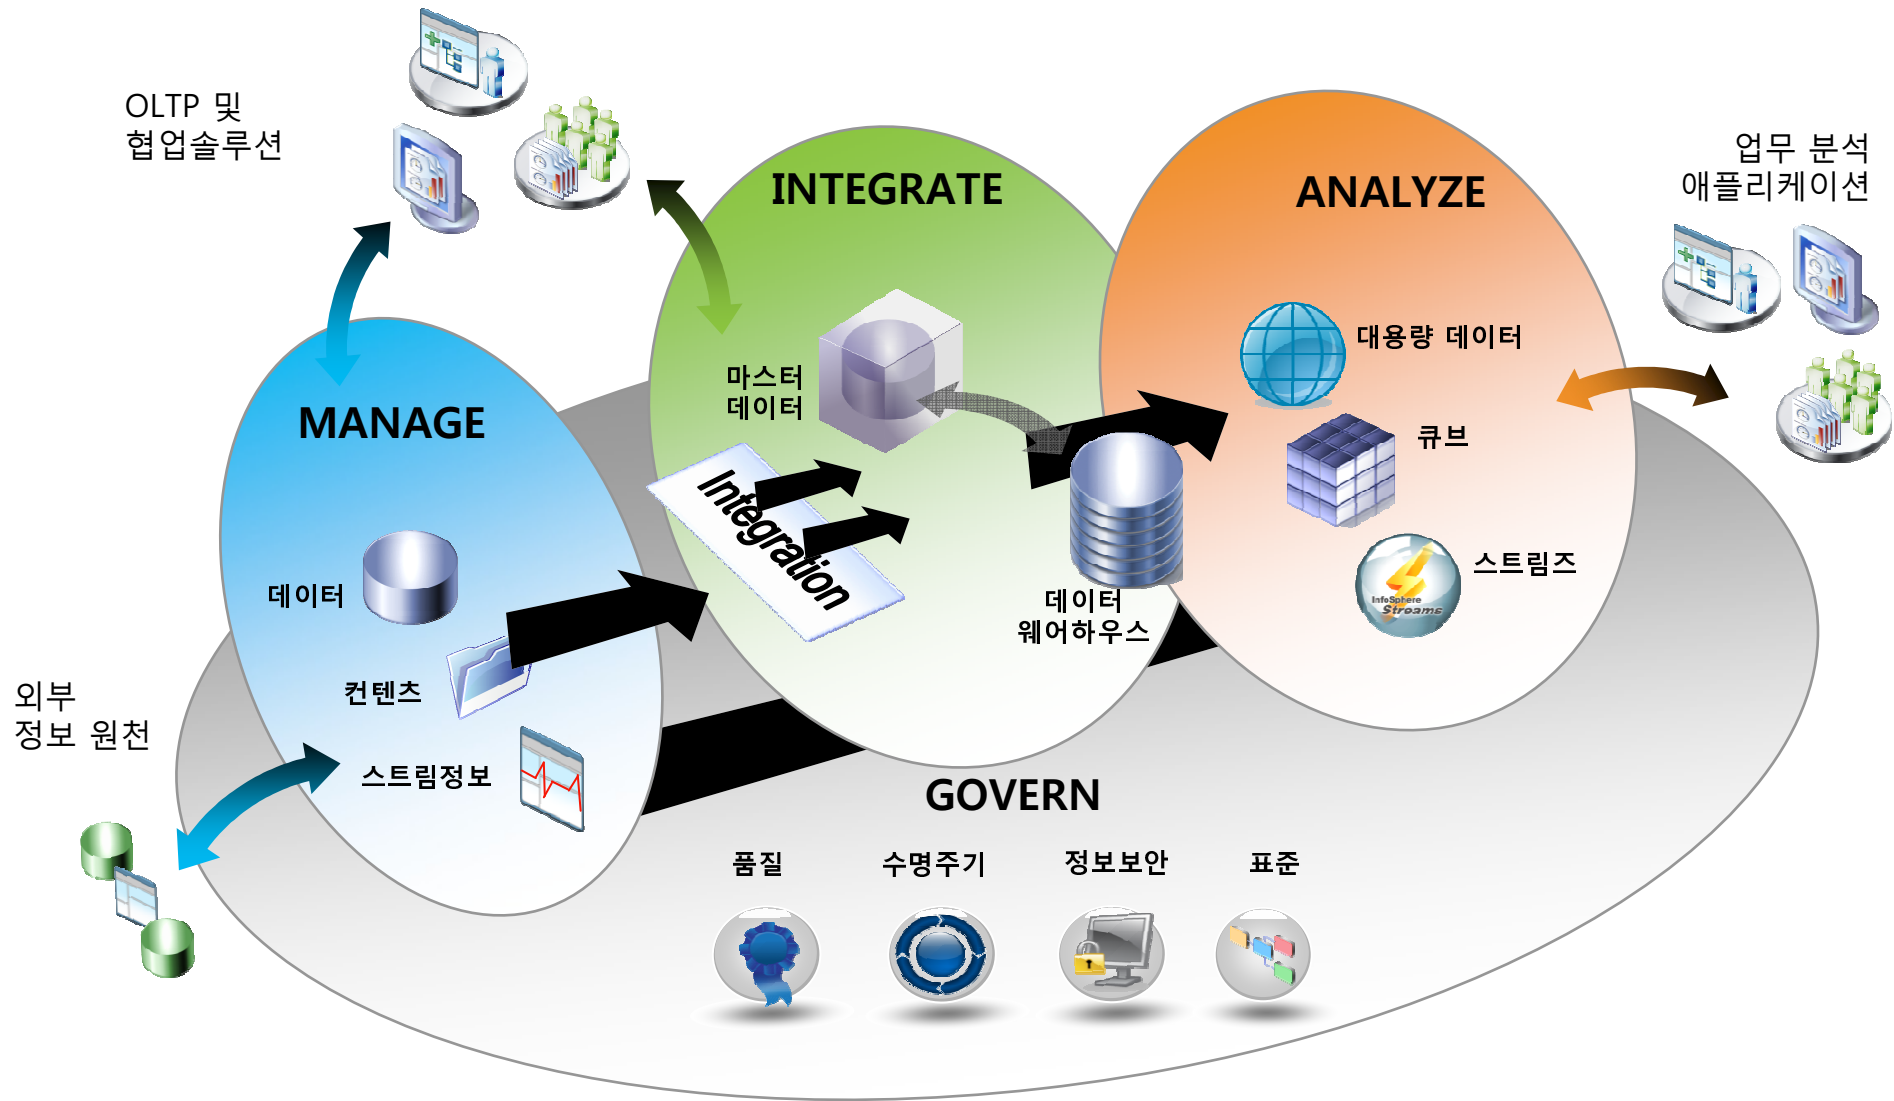 OLTP 및
협업솔루션
INTEGRATE
ANALYZE
업무 분석
애플리케이션
MANAGE
마스터
데이터
대용량 데이터
큐브
Integration
스트림즈
InfoSphere
Streams
데이터
데이터
웨어하우스
컨텐츠
외부
정보 원천
스트림정보
GOVERN
품질
수명주기
정보보안
표준